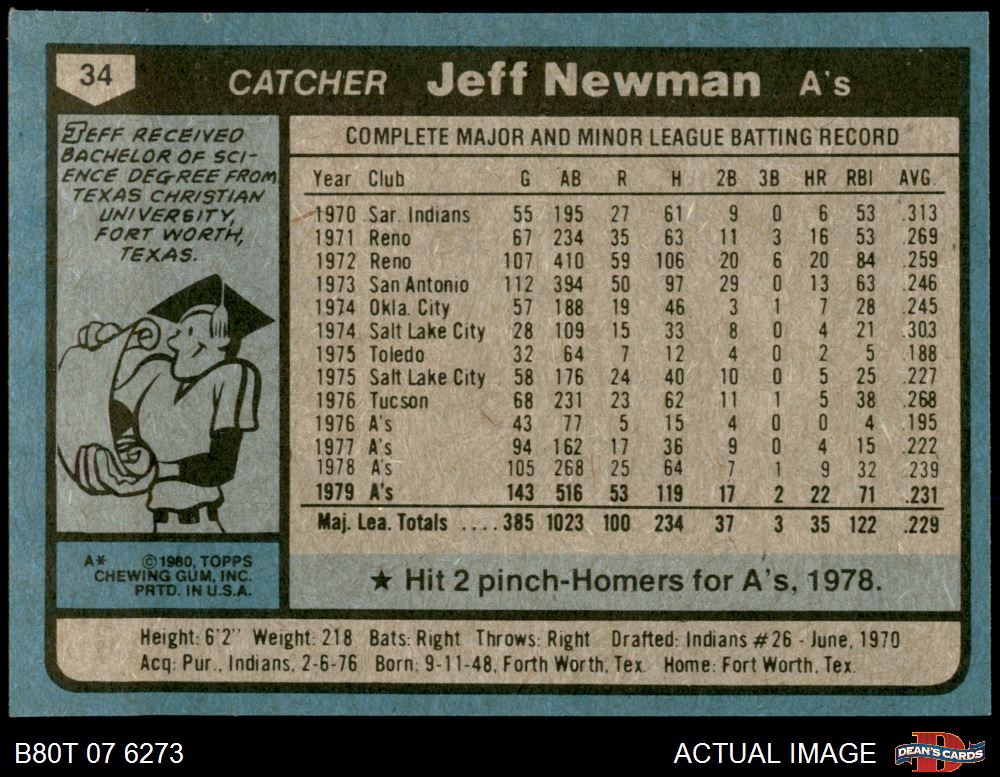 34
CATCHER Jeff Newman A's
JEFF RECEIVED
BACHELOR OF SCI-
ENCE DEGREE FROM
TEXAS CHRISTIAN
UNIVERSITY,
FORT WORTH,
TEXAS.
COMPLETE MAJOR AND MINOR LEAGUE BATTING RECORD
Year Club G AB R H 2B 3B HR RBI AVG.
1970 Sar. Indians 55 195 27 61 9 0 6 53 .313
1971 Reno 67 234 35 63 11 3 16 53 .269
1972 Reno 107 410 59 106 20 6 20 84 .259
1973 San Antonio 112 394 50 97 29 0 13 63 .246
1974 Okla. City 57 188 19 46 3 1 7 28 .245
1974 Salt Lake City 28 109 15 33 8 0 4 21 .303
1975 Toledo 32 64 7 12 4 0 2 5 .188
1975 Salt Lake City 58 176 24 40 10 0 5 25 .227
1976 Tucson 68 231 23 62 11 1 5 38 .268
1976 A's 43 77 5 15 4 0 0 4 .195
1977 A's 94 162 17 36 9 0 4 15 .222
1978 A's 105 268 25 64 7 1 9 32 .239
1979 A's 143 516 53 119 17 2 22 71 .231
Maj. Lea. Totals ....385 1023 100 234 37 3 35 122 .229
A* ©1980, TOPPS
CHEWING GUM, INC.
PRTD. IN U.S.A.
★ Hit 2 pinch-Homers for A's, 1978.
Height: 6'2" Weight: 218 Bats: Right Throws: Right Drafted: Indians #26 - June, 1970
Acq: Pur., Indians, 2-6-76 Born: 9-11-48, Forth Worth, Tex. Home: Fort Worth, Tex.
B80T 07 6273 ACTUAL IMAGE DEAN'S CARDS